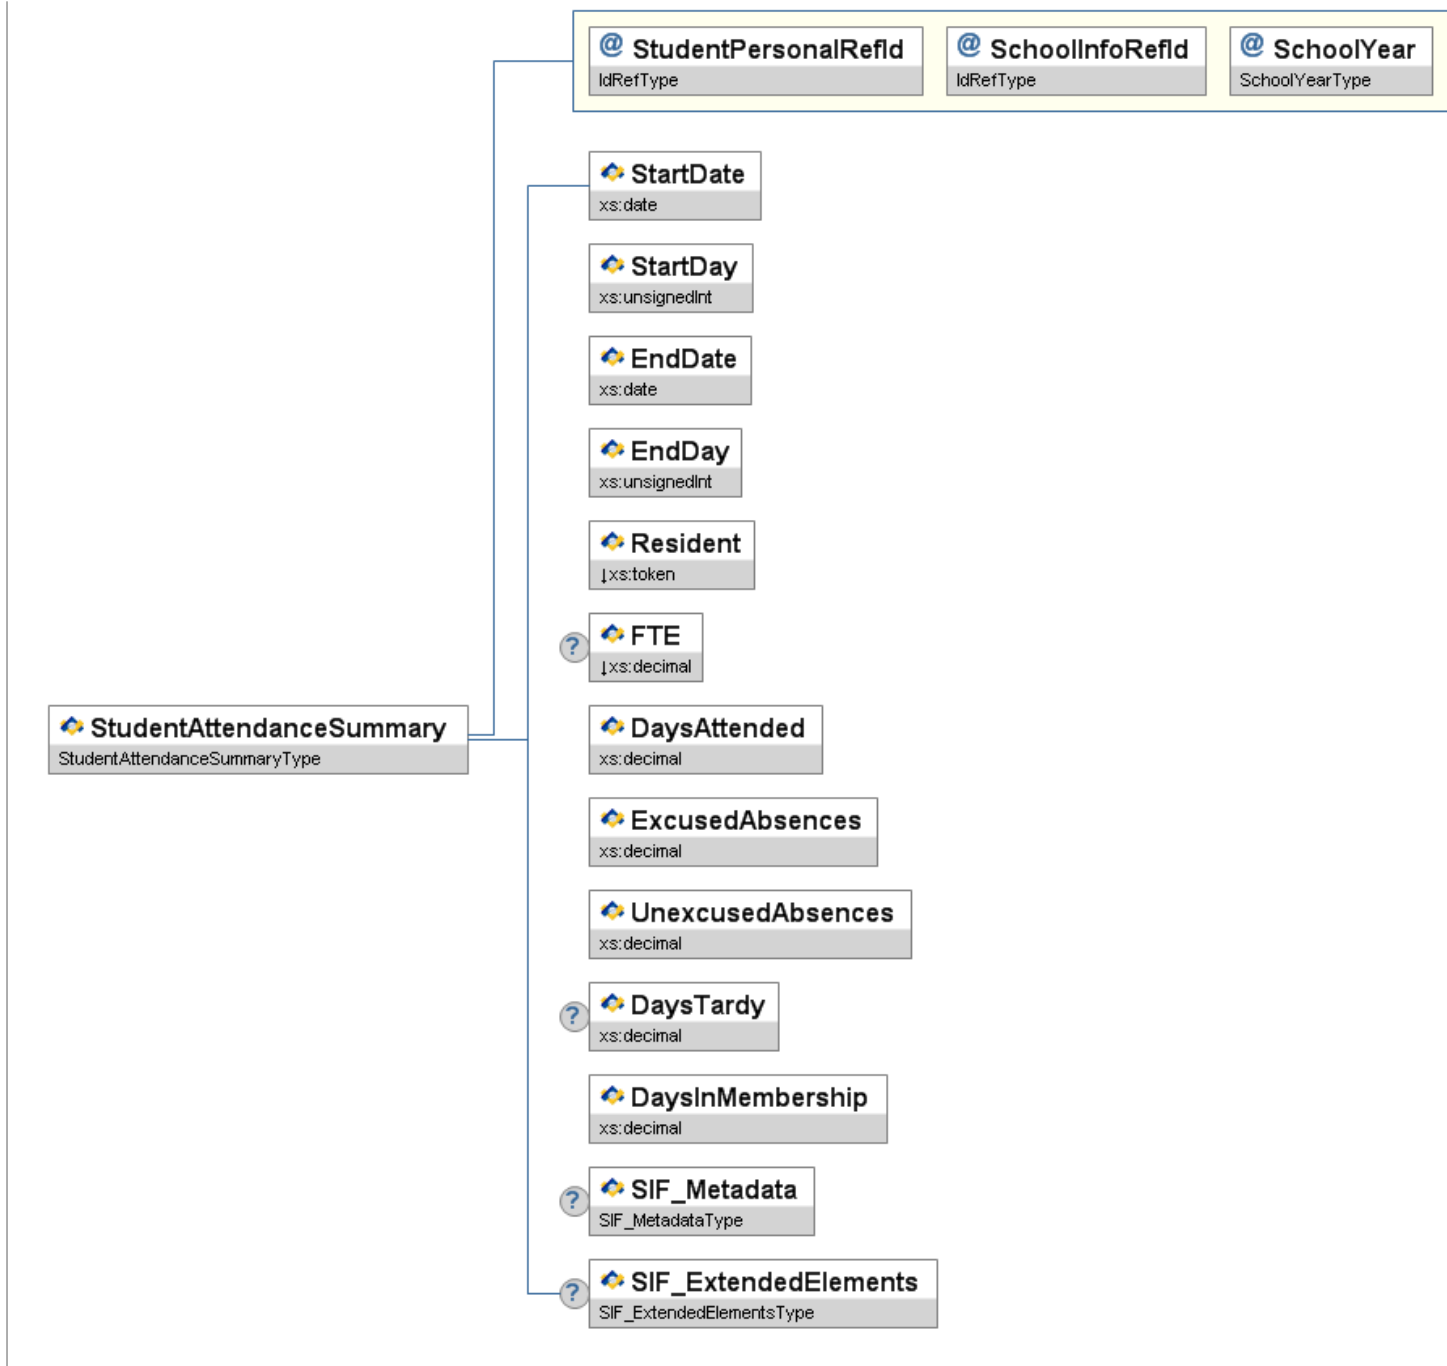 @ StudentPersonalRefId
IdRefType
@ SchoolInfoRefId
IdRefType
@ SchoolYear
SchoolYearType
StartDate
xs:date
StartDay
xs:unsignedInt
EndDate
xs:date
EndDay
xs:unsignedInt
Resident
↓xs:token
? FTE
↓xs:decimal
StudentAttendanceSummary
StudentAttendanceSummaryType
DaysAttended
xs:decimal
ExcusedAbsences
xs:decimal
UnexcusedAbsences
xs:decimal
? DaysTardy
xs:decimal
DaysInMembership
xs:decimal
? SIF_Metadata
SIF_MetadataType
? SIF_ExtendedElements
SIF_ExtendedElementsType